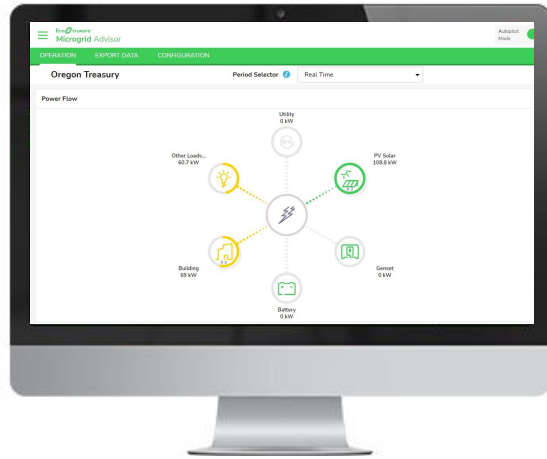 EcoStruxure
Microgrid Advisor
Autopilot
Mode
OPERATION EXPORT DATA CONFIGURATION
Oregon Treasury
Period Selector i Real Time
Power Flow
Utility
0 kW
Other Loads...
60.7 kW
PV Solar
108.8 kW
Building
69 kW
Genset
0 kW
Battery
0 kW